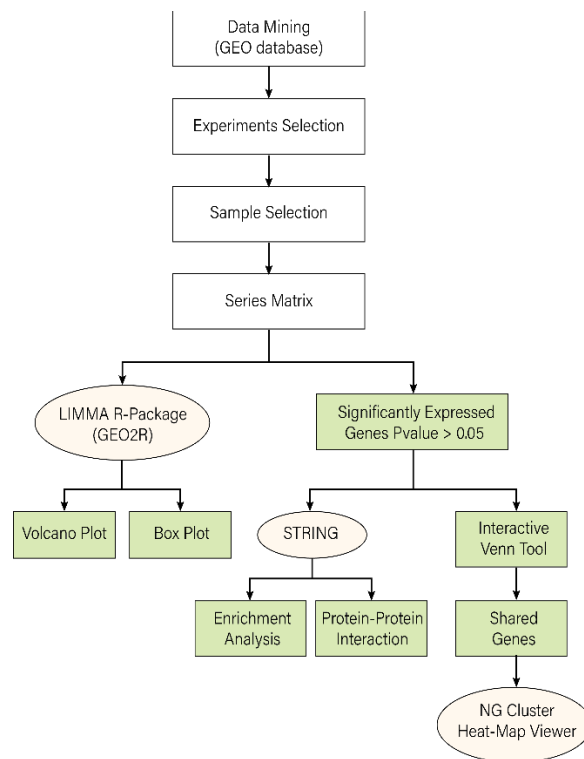 Data Mining
(GEO database)
Experiments Selection
Sample Selection
Series Matrix
LIMMA R-Package
(GEO2R)
Significantly Expressed
Genes Pvalue > 0.05
Volcano Plot
Box Plot
STRING
Interactive
Venn Tool
Enrichment
Analysis
Protein-Protein
Interaction
Shared
Genes
NG Cluster
Heat-Map Viewer